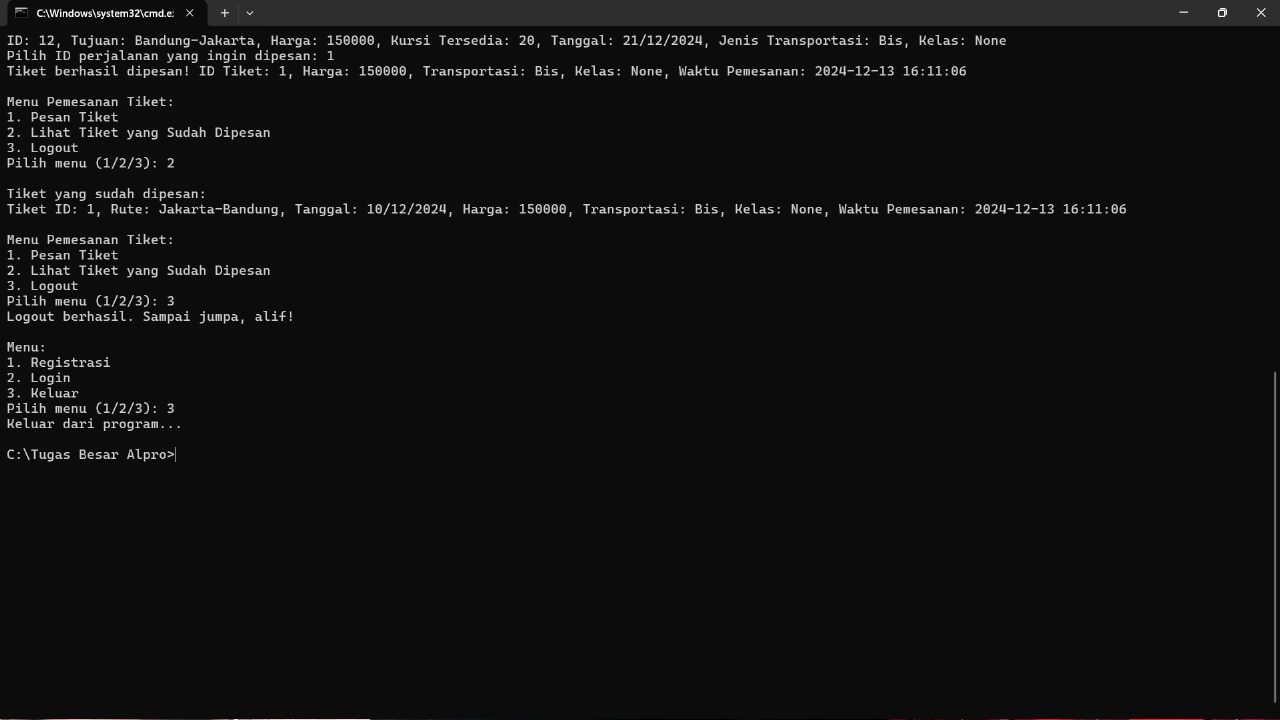 C:\Windows\system32\cmd.e
ID: 12, Tujuan: Bandung-Jakarta, Harga: 150000, Kursi Tersedia: 20, Tanggal: 21/12/2024, Jenis Transportasi: Bis, Kelas: None
Pilih ID perjalanan yang ingin dipesan: 1
Tiket berhasil dipesan! ID Tiket: 1, Harga: 150000, Transportasi: Bis, Kelas: None, Waktu Pemesanan: 2024-12-13 16:11:06
Menu Pemesanan Tiket:
1. Pesan Tiket
2. Lihat Tiket yang Sudah Dipesan
3. Logout
Pilih menu (1/2/3): 2
Tiket yang sudah dipesan:
Tiket ID: 1, Rute: Jakarta-Bandung, Tanggal: 10/12/2024, Harga: 150000, Transportasi: Bis, Kelas: None, Waktu Pemesanan: 2024-12-13 16:11:06
Menu Pemesanan Tiket:
1. Pesan Tiket
2. Lihat Tiket yang Sudah Dipesan
3. Logout
Pilih menu (1/2/3): 3
Logout berhasil. Sampai jumpa, alif!
Menu:
1. Registrasi
2. Login
3. Keluar
Pilih menu (1/2/3): 3
Keluar dari program...
C:\Tugas Besar Alpro>